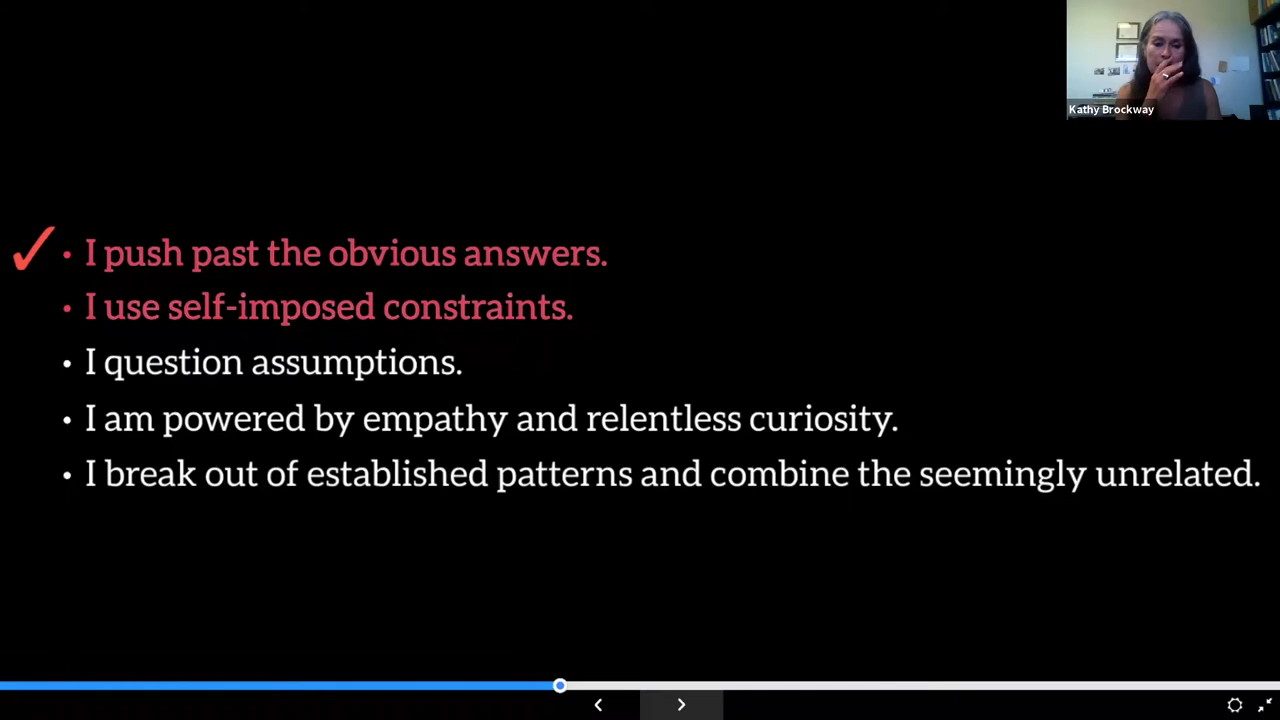 Kathy Brockway
✓ • I push past the obvious answers.
• I use self-imposed constraints.
• I question assumptions.
• I am powered by empathy and relentless curiosity.
• I break out of established patterns and combine the seemingly unrelated.